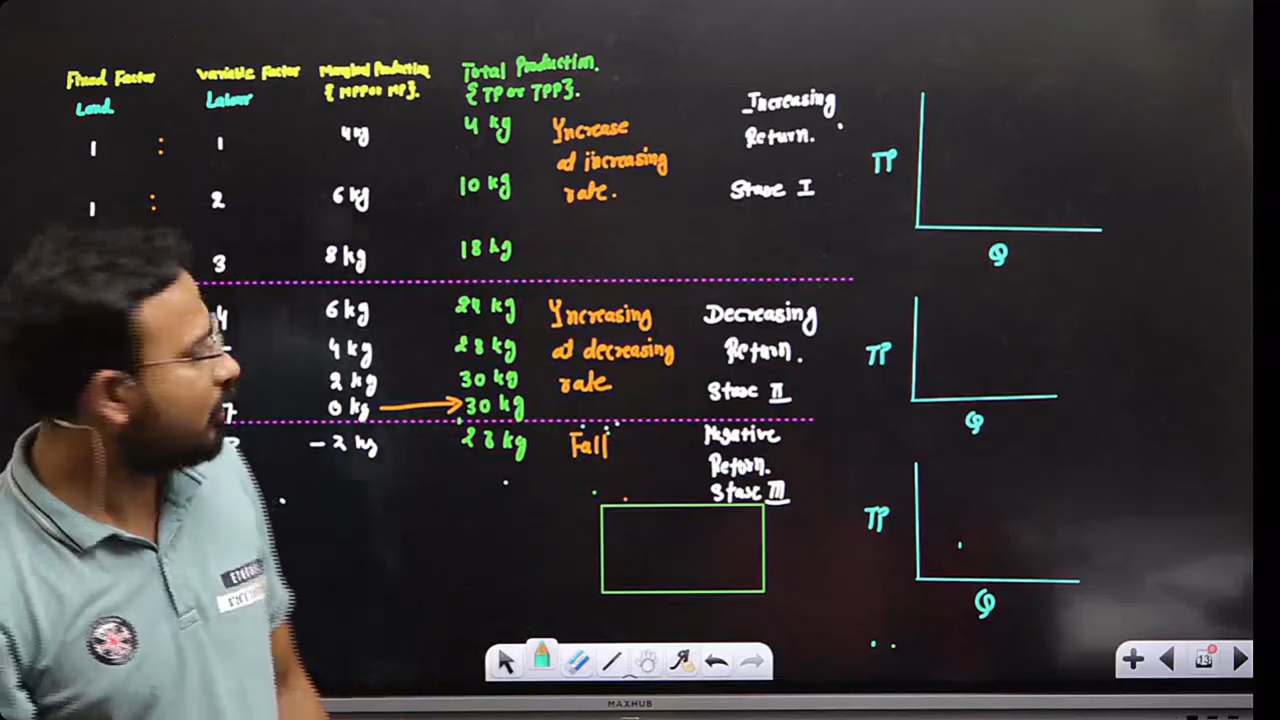 Fixed Factor
Land
Variable Factor
Labour
Marginal Production
{ MPP or MP}.
Total Production.
{TP or TPP}.
1 : 1 4 kg 4 kg
1 : 2 6 kg 10 kg
3 8 kg 18 kg
Increase
at increasing
rate.
Increasing
Return.
Stage I
4 6 kg 24 kg
4 kg 28 kg
2 kg 30 kg
7 0 kg 30 kg
Increasing
at decreasing
rate
Decreasing
Return.
Stage II
- 2 kg 28 kg
Fall
Negative
Return.
Stage III
TP
Q
TP
Q
TP
Q
13
MAXHUB